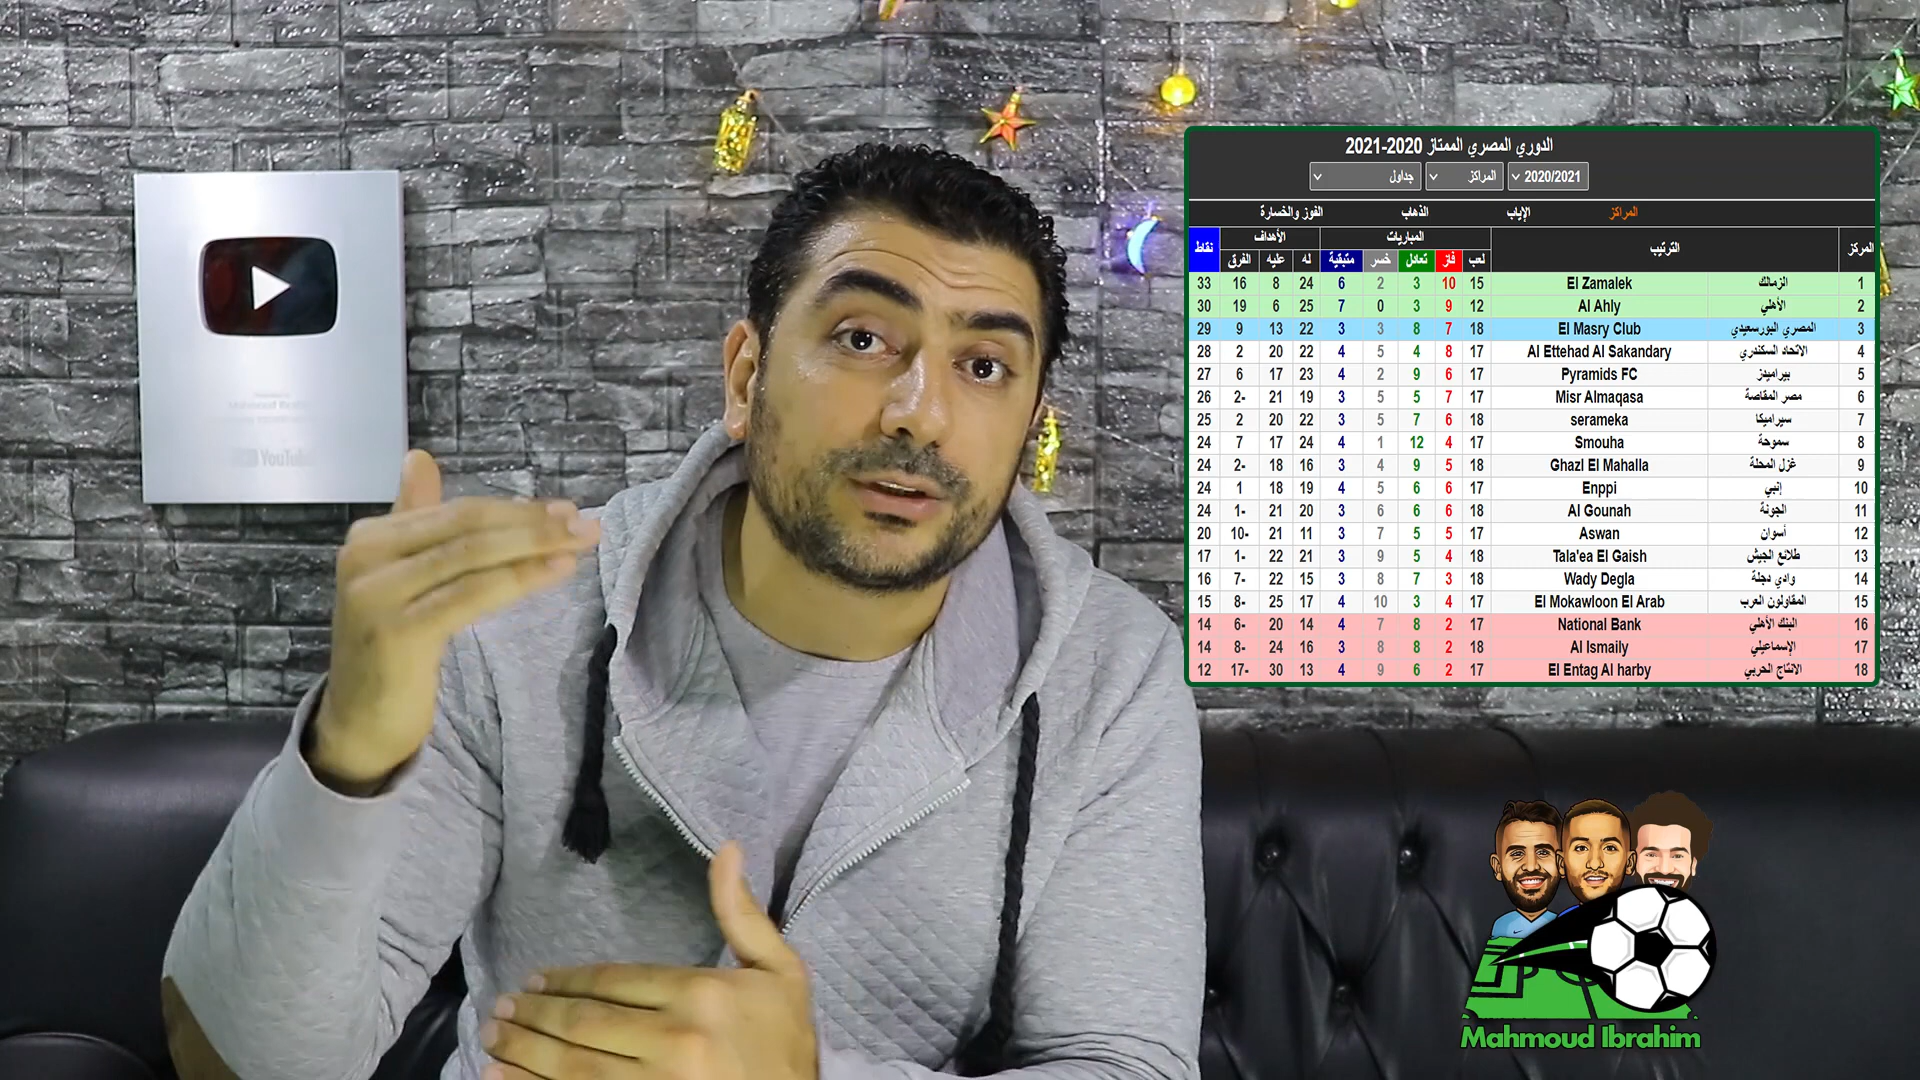 الدوري المصري الممتاز 2020-2021
2020/2021 المراكز جداول
المراكز الإياب الذهاب الفوز والخسارة
المركز الترتيب المباريات الأهداف نقاط
لعب فاز تعادل خسر متبقية له عليه الفرق
1 الزمالك El Zamalek 15 10 3 2 6 24 8 16 33
2 الأهلي Al Ahly 12 9 3 0 7 25 6 19 30
3 المصري البورسعيدي El Masry Club 18 7 8 3 3 22 13 9 29
4 الاتحاد السكندري Al Ettehad Al Sakandary 17 8 4 5 4 22 20 2 28
5 بيراميدز Pyramids FC 17 6 9 2 4 23 17 6 27
6 مصر المقاصة Misr Almaqasa 17 7 5 5 3 19 21 2- 26
7 سيراميكا serameka 18 6 7 5 3 22 20 2 25
8 سموحة Smouha 17 4 12 1 4 24 17 7 24
9 غزل المحلة Ghazl El Mahalla 18 5 9 4 3 16 18 2- 24
10 إنبي Enppi 17 6 6 5 4 19 18 1 24
11 الجونة Al Gounah 18 6 6 6 3 20 21 1- 24
12 أسوان Aswan 17 5 5 7 3 11 21 10- 20
13 طلائع الجيش Tala'ea El Gaish 18 4 5 9 3 21 22 1- 17
14 وادي دجلة Wady Degla 18 3 7 8 3 15 22 7- 16
15 المقاولون العرب El Mokawloon El Arab 17 4 3 10 4 17 25 8- 15
16 البنك الأهلي National Bank 17 2 8 7 4 14 20 6- 14
17 الإسماعيلي Al Ismaily 18 2 8 8 3 16 24 8- 14
18 الانتاج الحربي El Entag Al harby 17 2 6 9 4 13 30 17- 12
YouTube
Mahmoud Ibrahim